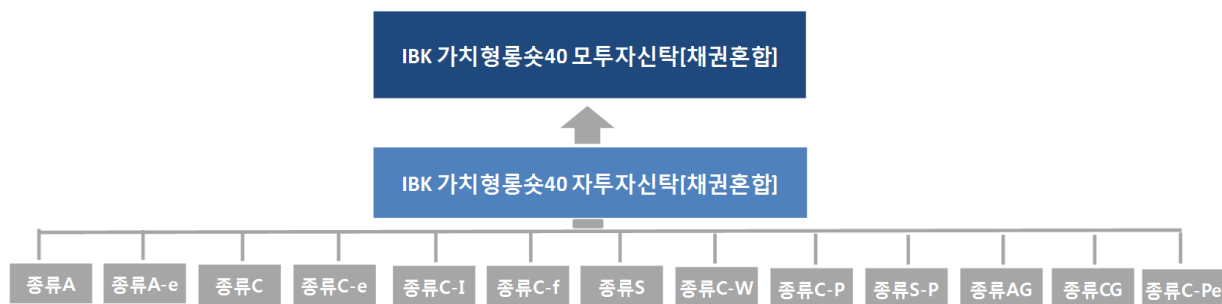 IBK 가치형롱숏40 모투자신탁[채권혼합]
IBK 가치형롱숏40 자투자신탁[채권혼합]
종류A
종류A-e
종류C
종류C-e
종류C-I
종류C-f
종류S
종류C-W
종류C-P
종류S-P
종류AG
종류CG
종류C-Pe